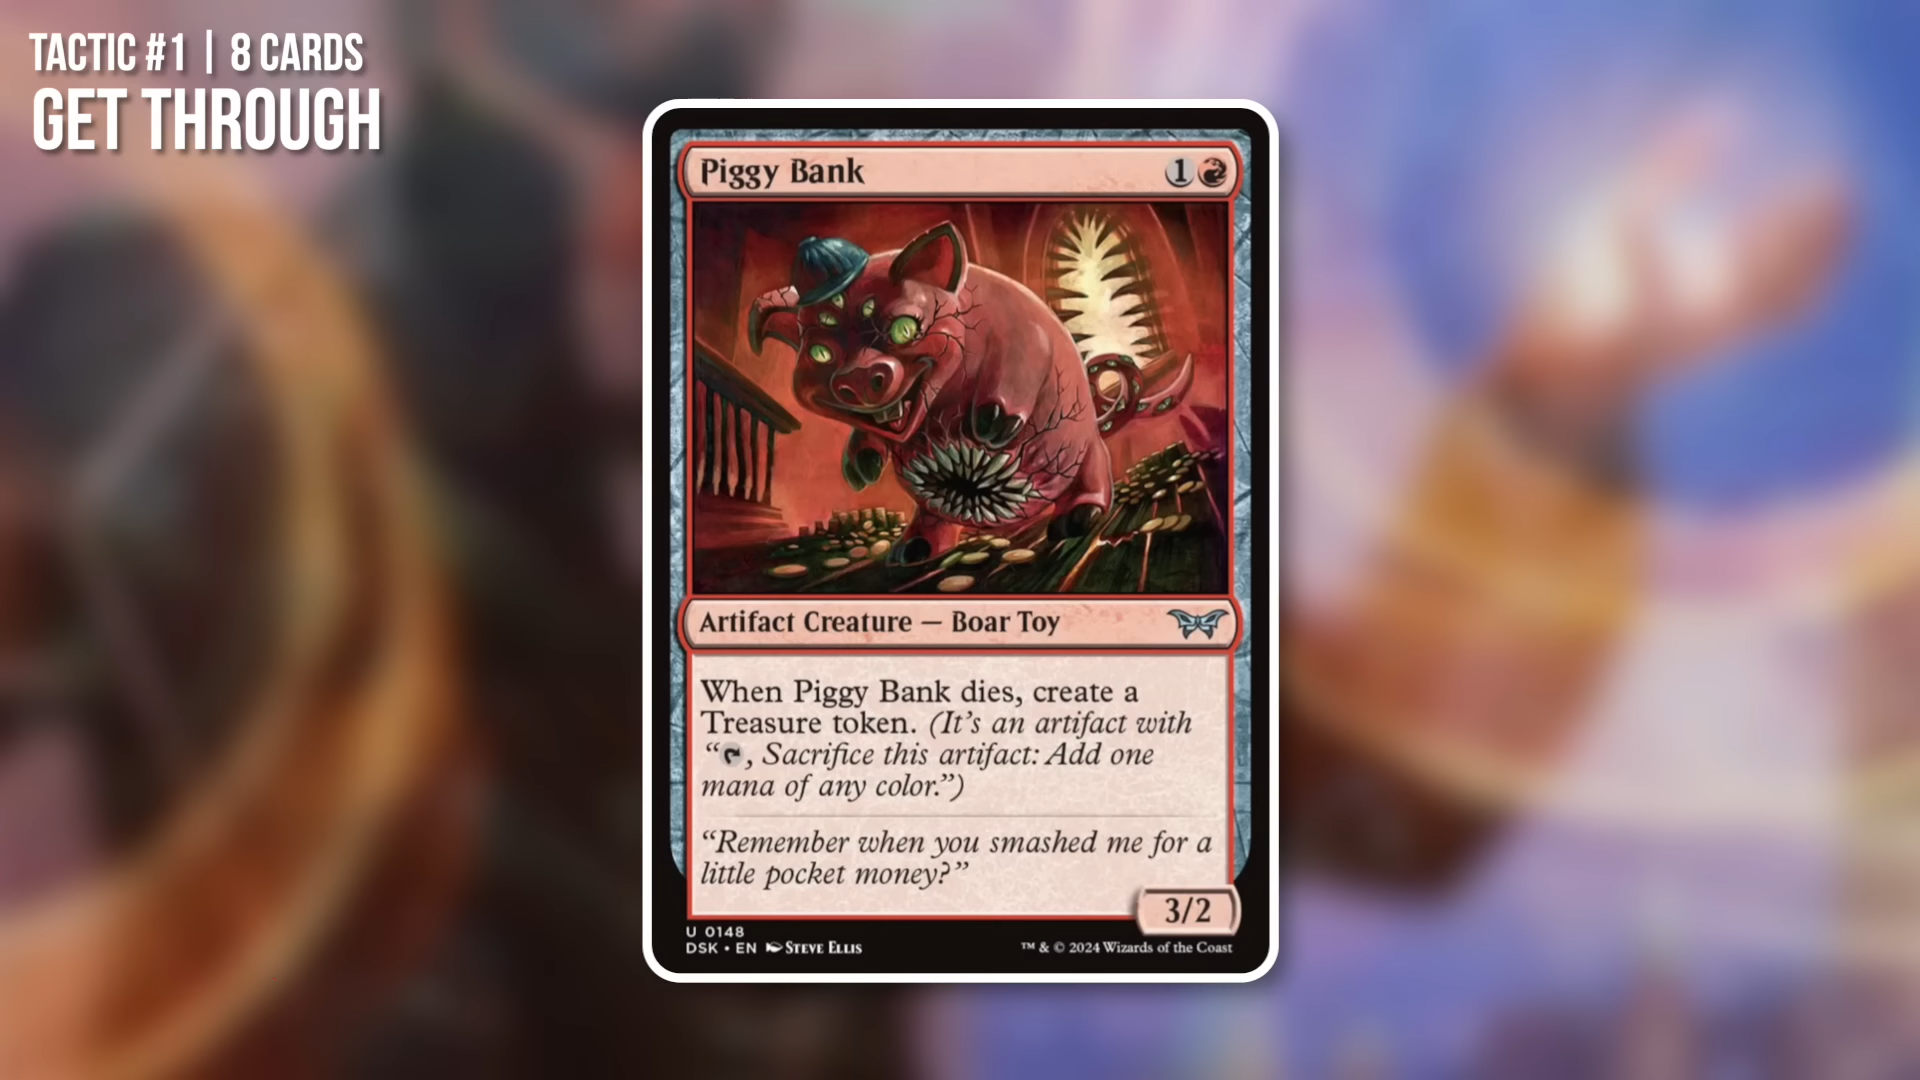 TACTIC #1 | 8 CARDS
GET THROUGH
Piggy Bank 1
Artifact Creature — Boar Toy
When Piggy Bank dies, create a
Treasure token. (It's an artifact with
“, Sacrifice this artifact: Add one
mana of any color.”)
“Remember when you smashed me for a
little pocket money?”
3/2
U 0148
DSK • EN STEVE ELLIS
™ & © 2024 Wizards of the Coast